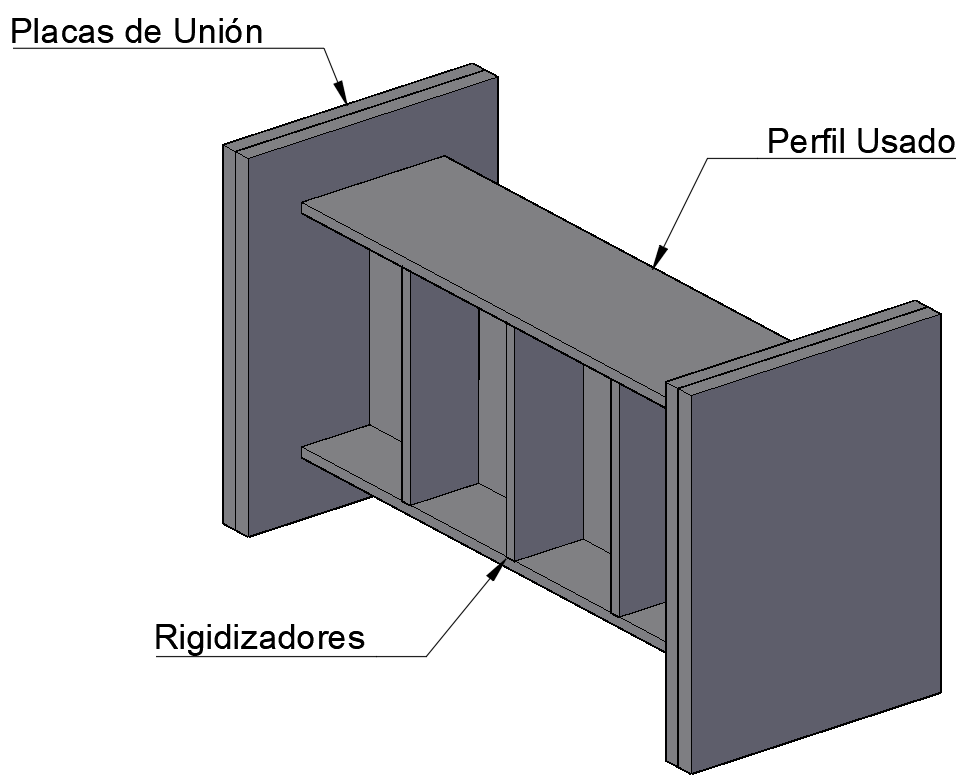 Placas de Unión
Perfil Usado
Rigidizadores